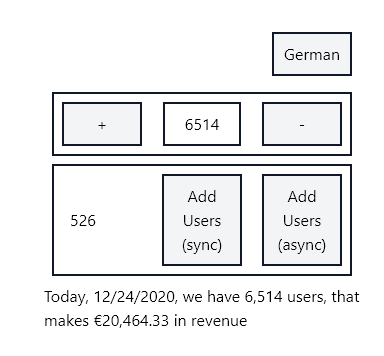 German
+ 6514 -
526
Add
Users
(sync)
Add
Users
(async)
Today, 12/24/2020, we have 6,514 users, that
makes €20,464.33 in revenue